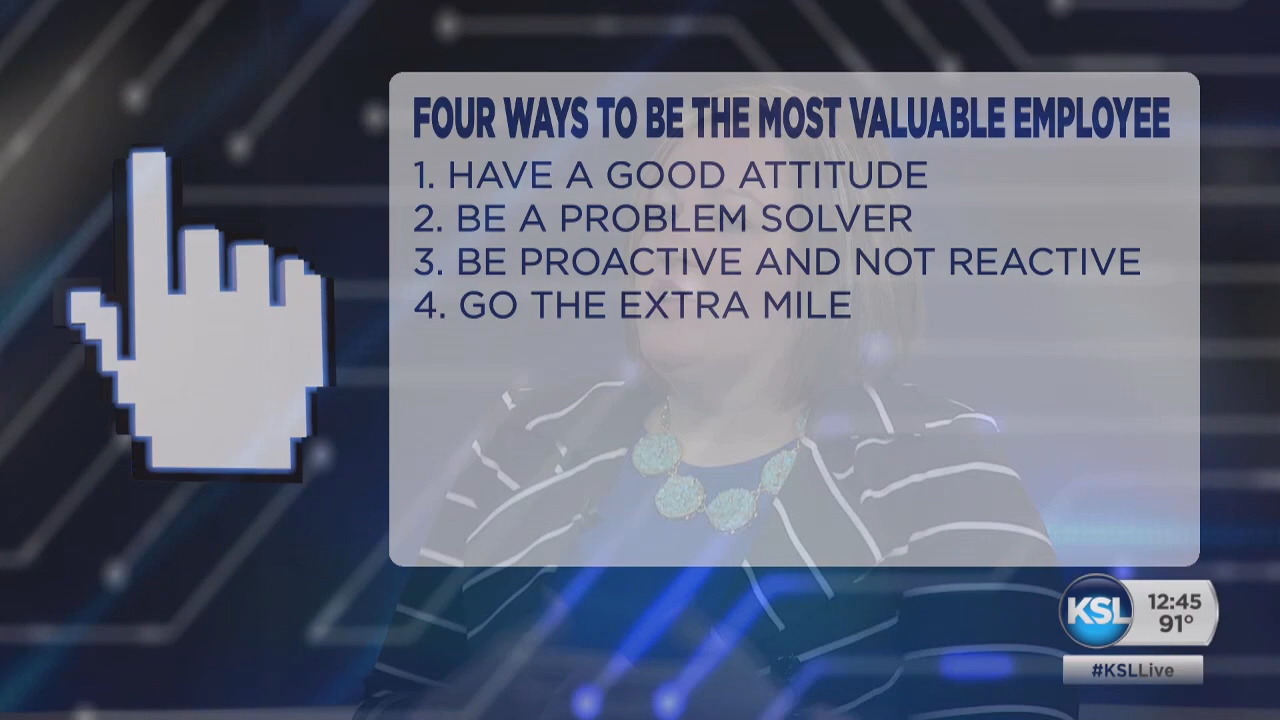 FOUR WAYS TO BE THE MOST VALUABLE EMPLOYEE
1. HAVE A GOOD ATTITUDE
2. BE A PROBLEM SOLVER
3. BE PROACTIVE AND NOT REACTIVE
4. GO THE EXTRA MILE
KSL
12:45
91°
#KSLLive